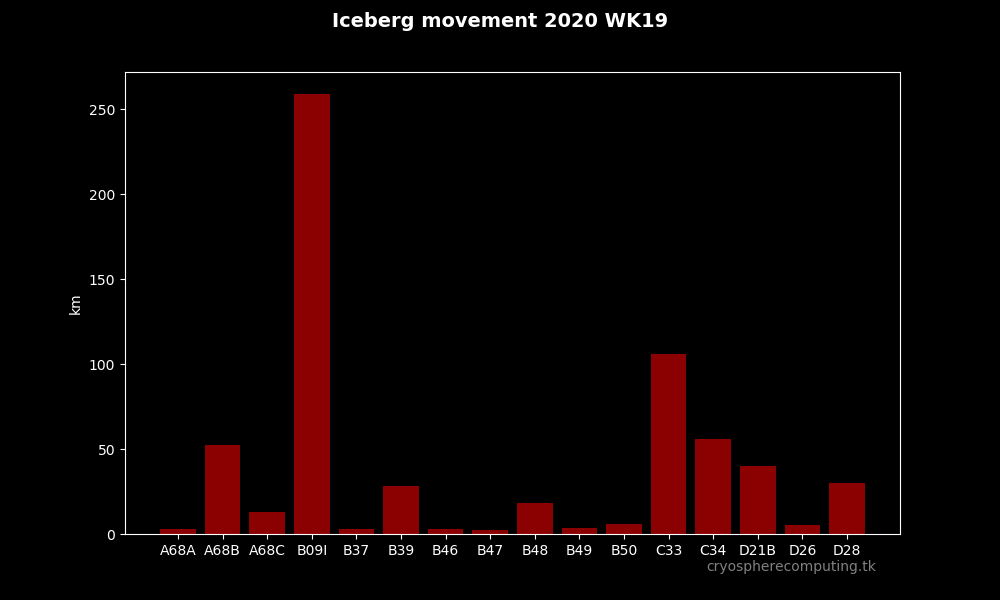 Iceberg movement 2020 WK19
250
200
150
100
50
0
km
A68A A68B A68C B09I B37 B39 B46 B47 B48 B49 B50 C33 C34 D21B D26 D28
cryospherecomputing.tk